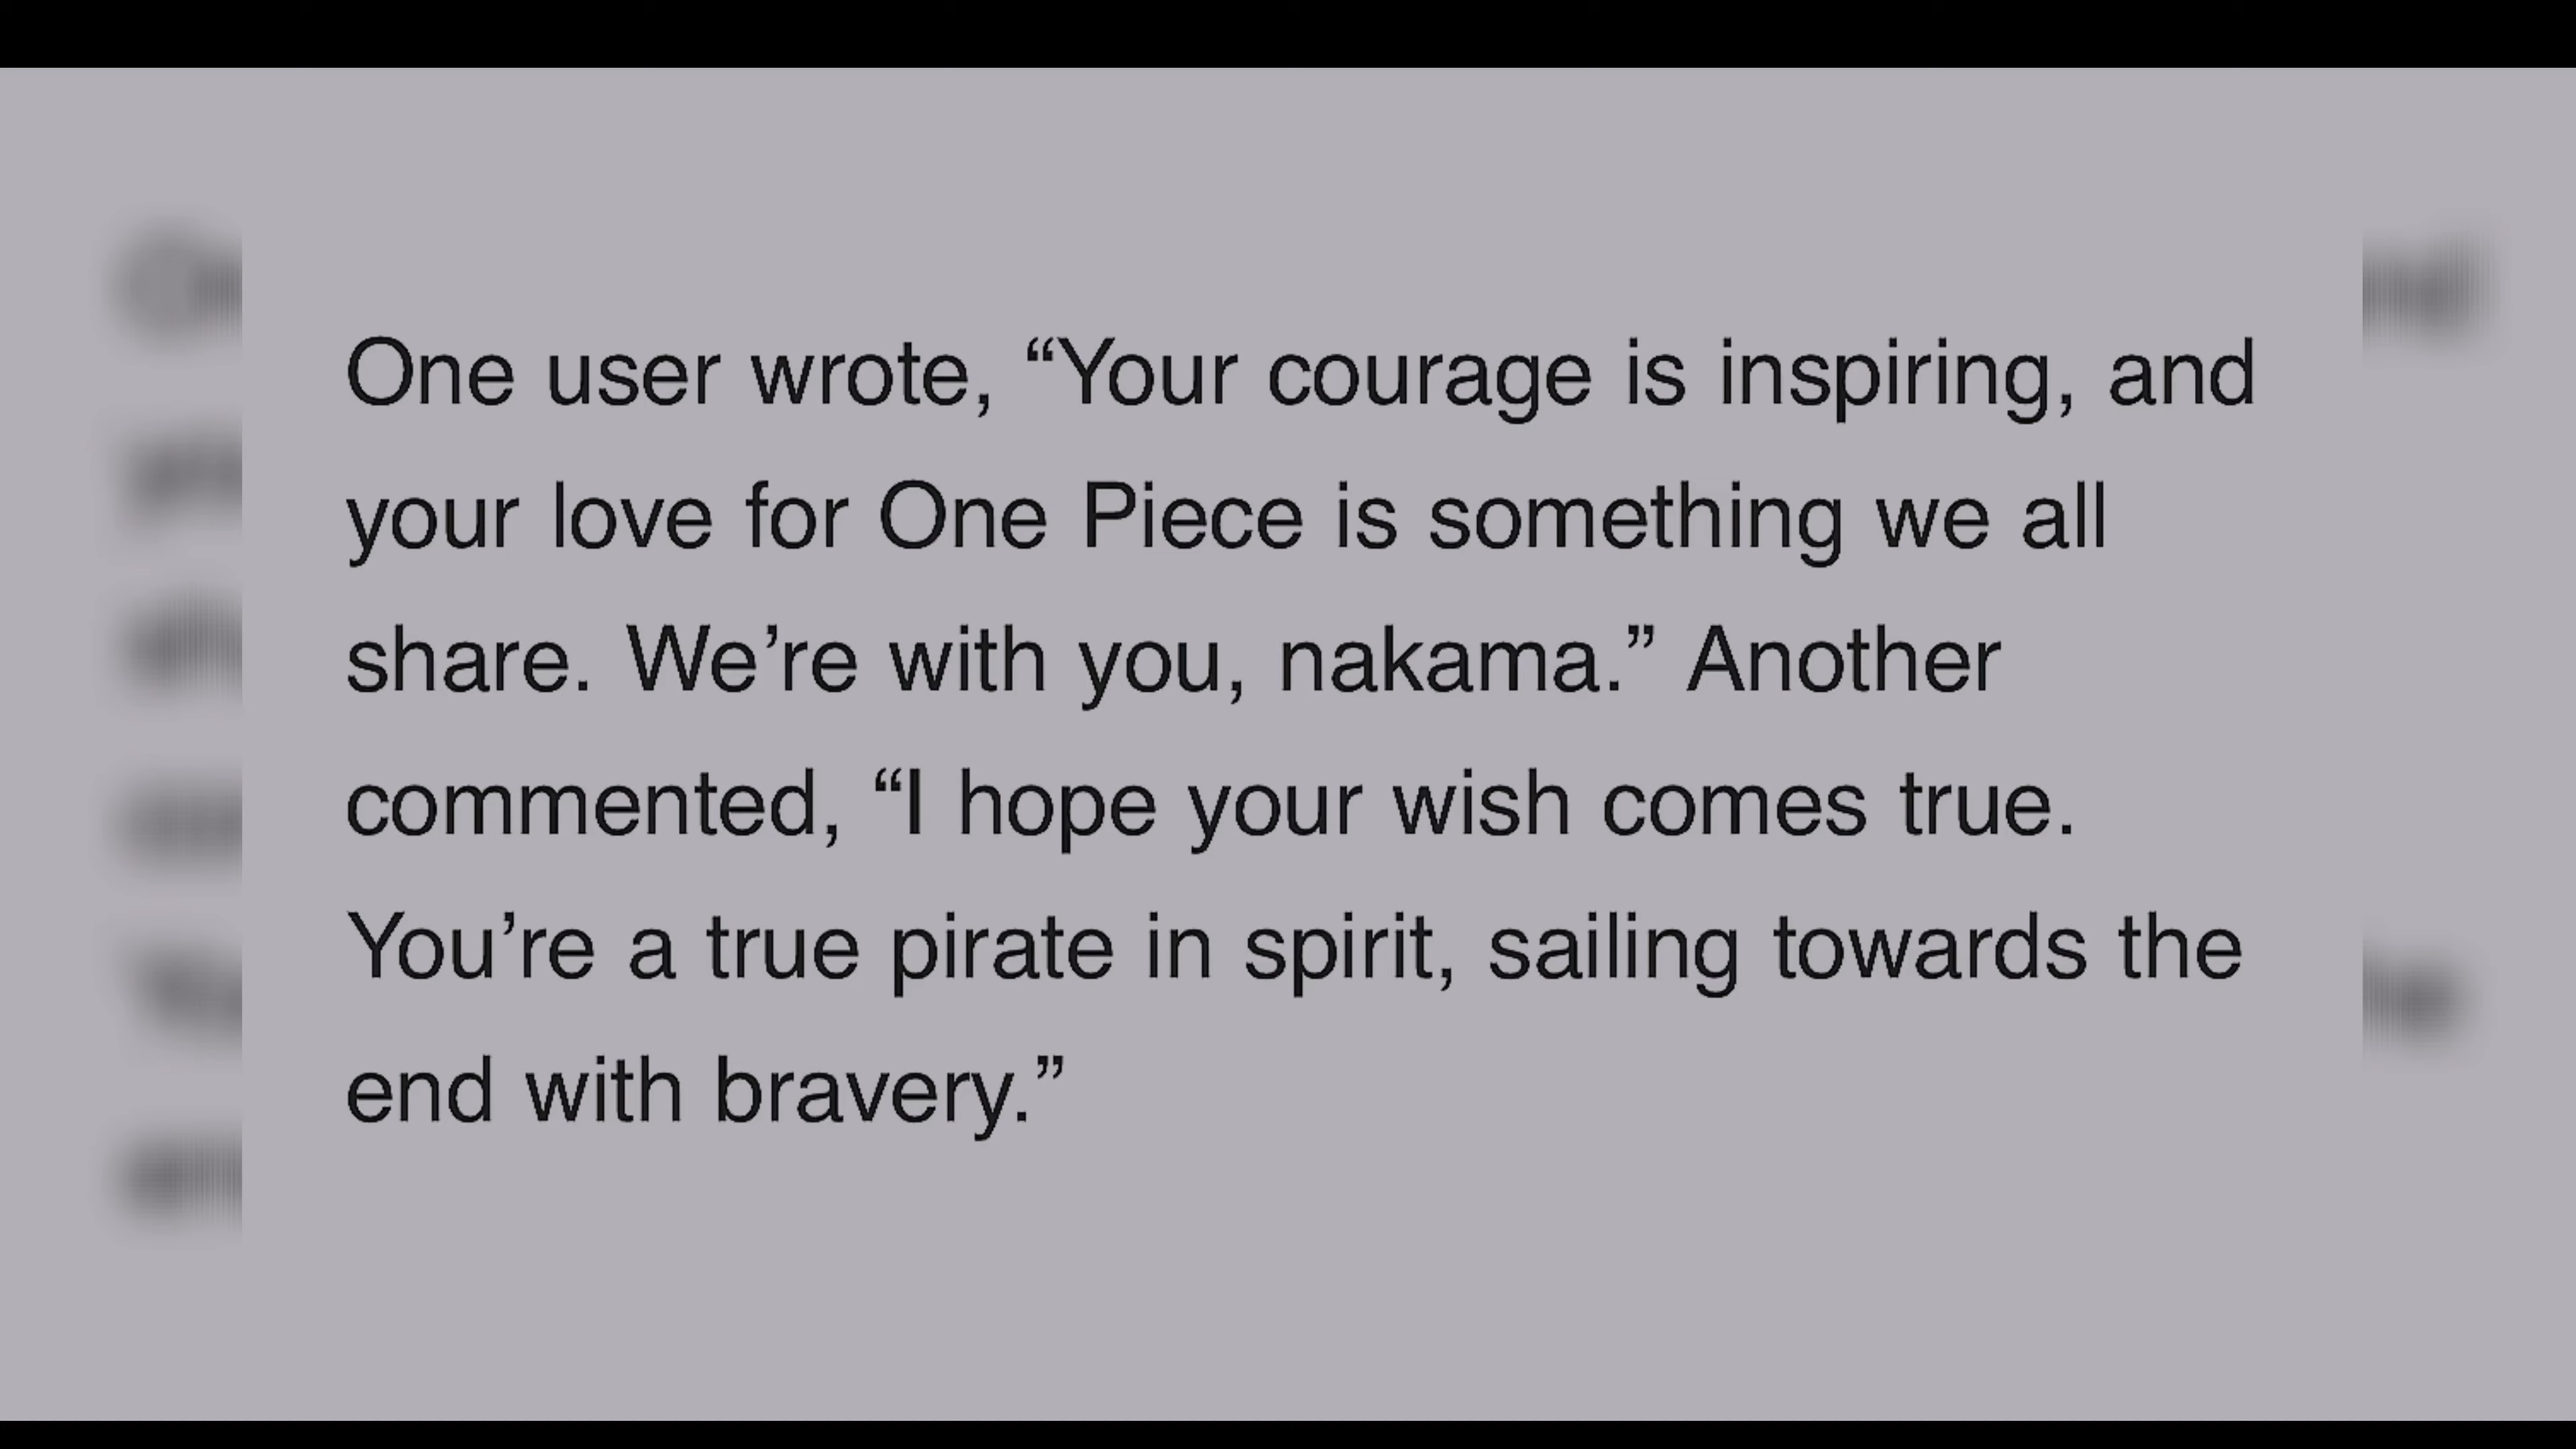 One user wrote, “Your courage is inspiring, and
your love for One Piece is something we all
share. We’re with you, nakama.” Another
commented, “I hope your wish comes true.
You’re a true pirate in spirit, sailing towards the
end with bravery.”